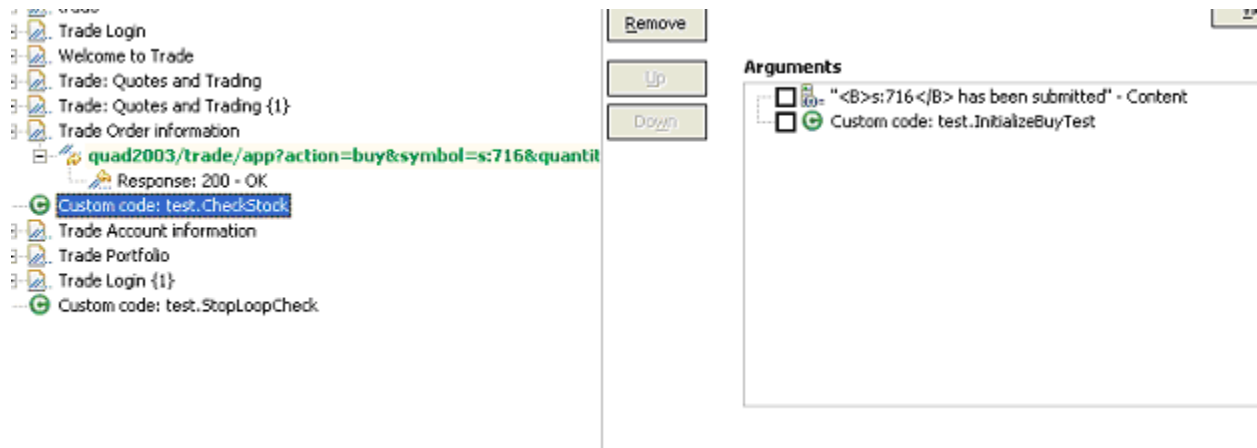 Trade Login
Welcome to Trade
Trade: Quotes and Trading
Trade: Quotes and Trading {1}
Trade Order information
quad2003/trade/app?action=buy&symbol=s:716&quantit
Response: 200 - OK
Custom code: test.CheckStock
Trade Account information
Trade Portfolio
Trade Login {1}
Custom code: test.StopLoopCheck
Remove
Up
Down
Arguments
"<B>s:716</B> has been submitted" - Content
Custom code: test.InitializeBuyTest